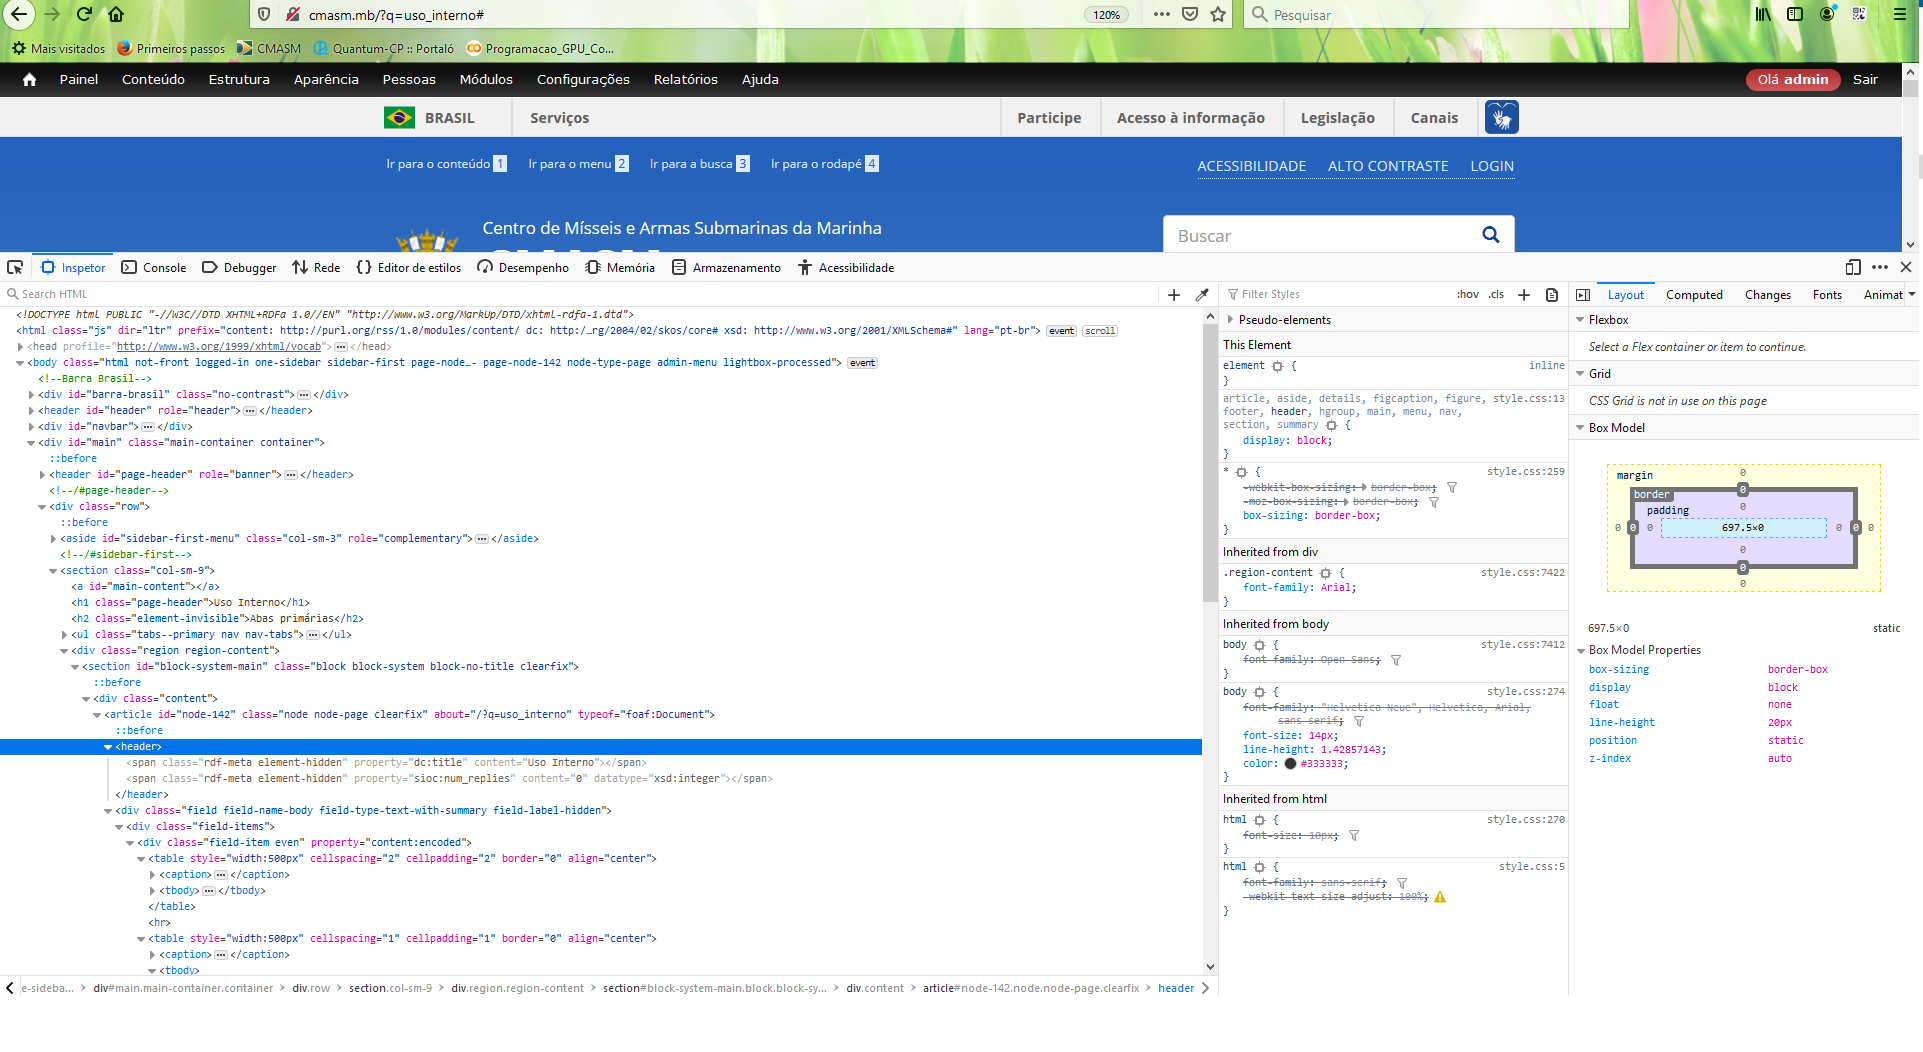 cmasm.mb/?q=uso_interno#
120%
Pesquisar
Mais visitados
Primeiros passos
CMASM
Quantum-CP :: Portaló
Programacao_GPU_Co...
Painel
Conteúdo
Estrutura
Aparência
Pessoas
Módulos
Configurações
Relatórios
Ajuda
Olá admin
Sair
BRASIL
Serviços
Participe
Acesso à informação
Legislação
Canais
Ir para o conteúdo 1
Ir para o menu 2
Ir para a busca 3
Ir para o rodapé 4
ACESSIBILIDADE
ALTO CONTRASTE
LOGIN
Centro de Mísseis e Armas Submarinas da Marinha
Buscar
Inspetor
Console
Debugger
Rede
Editor de estilos
Desempenho
Memória
Armazenamento
Acessibilidade
Search HTML
<!DOCTYPE html PUBLIC "-//W3C//DTD XHTML+RDFa 1.0//EN" "http://www.w3.org/MarkUp/DTD/xhtml-rdfa-1.dtd">
<html class="js" dir="ltr" prefix="content: http://purl.org/rss/1.0/modules/content/ dc: http:/…rg/2004/02/skos/core# xsd: http://www.w3.org/2001/XMLSchema#" lang="pt-br"> event scroll
<head profile="http://www.w3.org/1999/xhtml/vocab"> ••• </head>
<body class="html not-front logged-in one-sidebar sidebar-first page-node…- page-node-142 node-type-page admin-menu lightbox-processed"> event
<!--Barra Brasil-->
<div id="barra-brasil" class="no-contrast"> ••• </div>
<header id="header" role="header"> ••• </header>
<div id="navbar"> ••• </div>
<div id="main" class="main-container container">
::before
<header id="page-header" role="banner"> ••• </header>
<!--/#page-header-->
<div class="row">
::before
<aside id="sidebar-first-menu" class="col-sm-3" role="complementary"> ••• </aside>
<!--/#sidebar-first-->
<section class="col-sm-9">
<a id="main-content"></a>
<h1 class="page-header">Uso Interno</h1>
<h2 class="element-invisible">Abas primárias</h2>
<ul class="tabs--primary nav nav-tabs"> ••• </ul>
<div class="region region-content">
<section id="block-system-main" class="block block-system block-no-title clearfix">
::before
<div class="content">
<article id="node-142" class="node node-page clearfix" about="/?q=uso_interno" typeof="foaf:Document">
::before
<header>
<span class="rdf-meta element-hidden" property="dc:title" content="Uso Interno"></span>
<span class="rdf-meta element-hidden" property="sioc:num_replies" content="0" datatype="xsd:integer"></span>
</header>
<div class="field field-name-body field-type-text-with-summary field-label-hidden">
<div class="field-items">
<div class="field-item even" property="content:encoded">
<table style="width:500px" cellspacing="2" cellpadding="2" border="0" align="center">
<caption> ••• </caption>
<tbody> ••• </tbody>
</table>
<hr>
<table style="width:500px" cellspacing="1" cellpadding="1" border="0" align="center">
<caption> ••• </caption>
<tbody>
e-sideba...
div#main.main-container.container
div.row
section.col-sm-9
div.region.region-content
section#block-system-main.block.block-sy...
div.content
article#node-142.node.node-page.clearfix
header
Filter Styles
:hov .cls
Pseudo-elements
This Element
element { inline
}
article, aside, details, figcaption, figure, style.css:13
footer, header, hgroup, main, menu, nav,
section, summary {
display: block;
}
* { style.css:259
-webkit-box-sizing: border-box;
-moz-box-sizing: border-box;
box-sizing: border-box;
}
Inherited from div
.region-content { style.css:7422
font-family: Arial;
}
Inherited from body
body { style.css:7412
font-family: Open Sans;
}
body { style.css:274
font-family: "Helvetica Neue", Helvetica, Arial,
sans-serif;
font-size: 14px;
line-height: 1.42857143;
color: #333333;
}
Inherited from html
html { style.css:270
font-size: 10px;
}
html { style.css:5
font-family: sans-serif;
-webkit-text-size-adjust: 100%;
}
Layout
Computed
Changes
Fonts
Animat
Flexbox
Select a Flex container or item to continue.
Grid
CSS Grid is not in use on this page
Box Model
margin
0
border
0
padding
0
0 0 0 697.5×0 0 0 0
0
0
0
697.5×0 static
Box Model Properties
box-sizing border-box
display block
float none
line-height 20px
position static
z-index auto